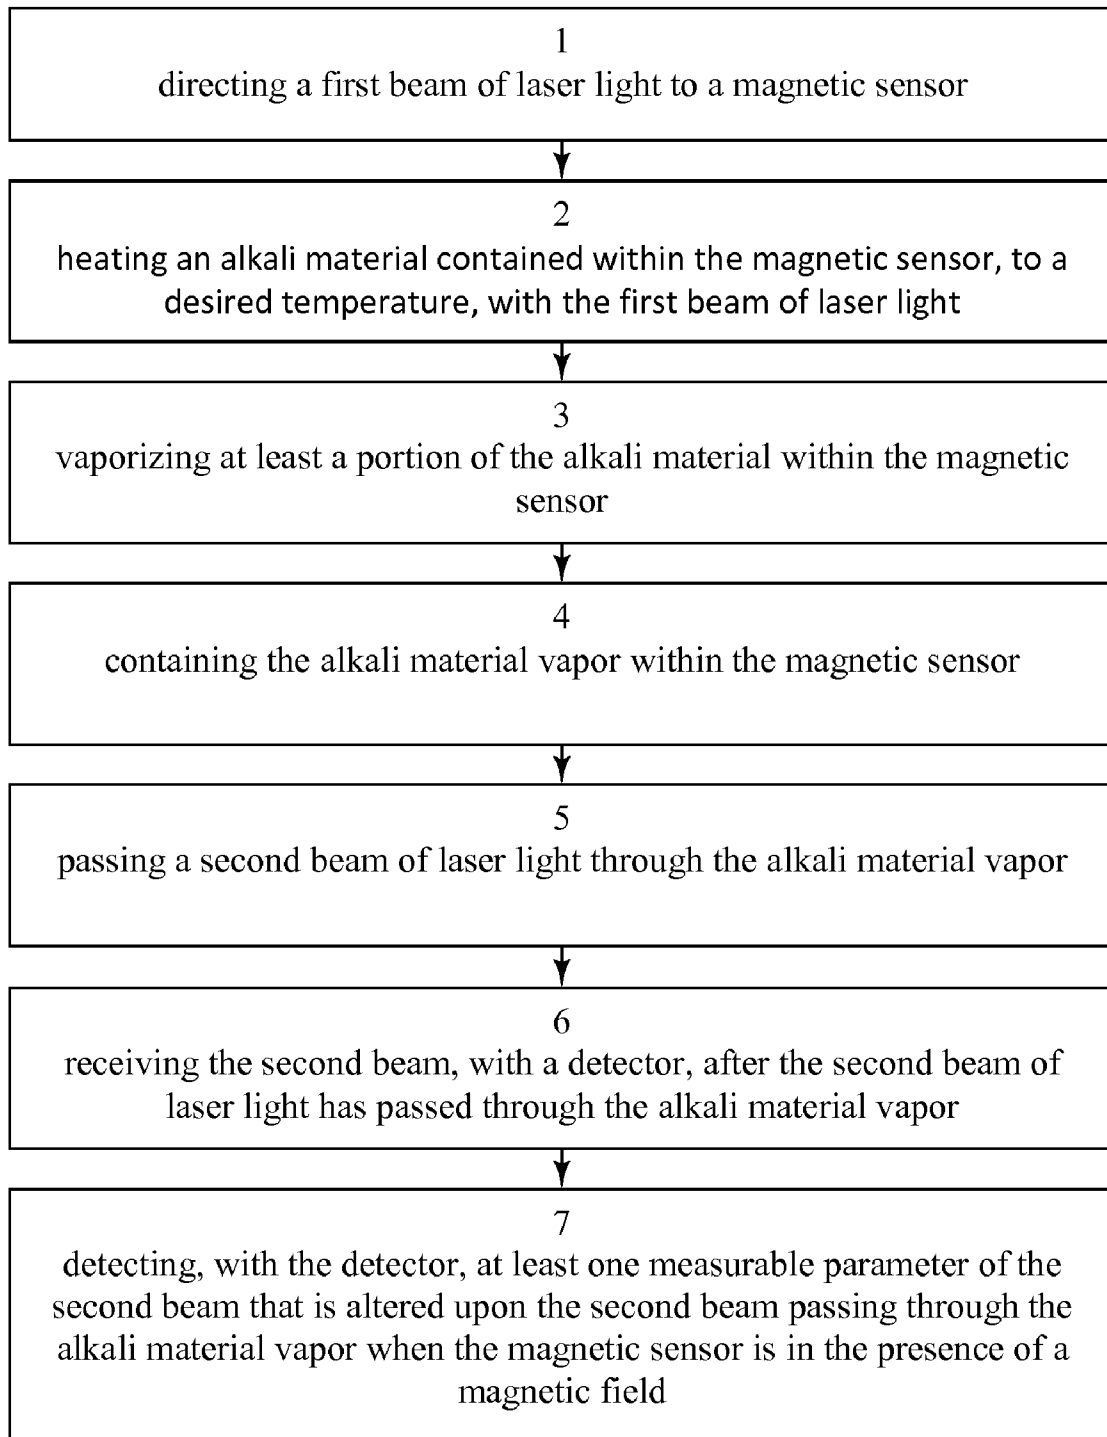 1
directing a first beam of laser light to a magnetic sensor
2
heating an alkali material contained within the magnetic sensor, to a
desired temperature, with the first beam of laser light
3
vaporizing at least a portion of the alkali material within the magnetic
sensor
4
containing the alkali material vapor within the magnetic sensor
5
passing a second beam of laser light through the alkali material vapor
6
receiving the second beam, with a detector, after the second beam of
laser light has passed through the alkali material vapor
7
detecting, with the detector, at least one measurable parameter of the
second beam that is altered upon the second beam passing through the
alkali material vapor when the magnetic sensor is in the presence of a
magnetic field